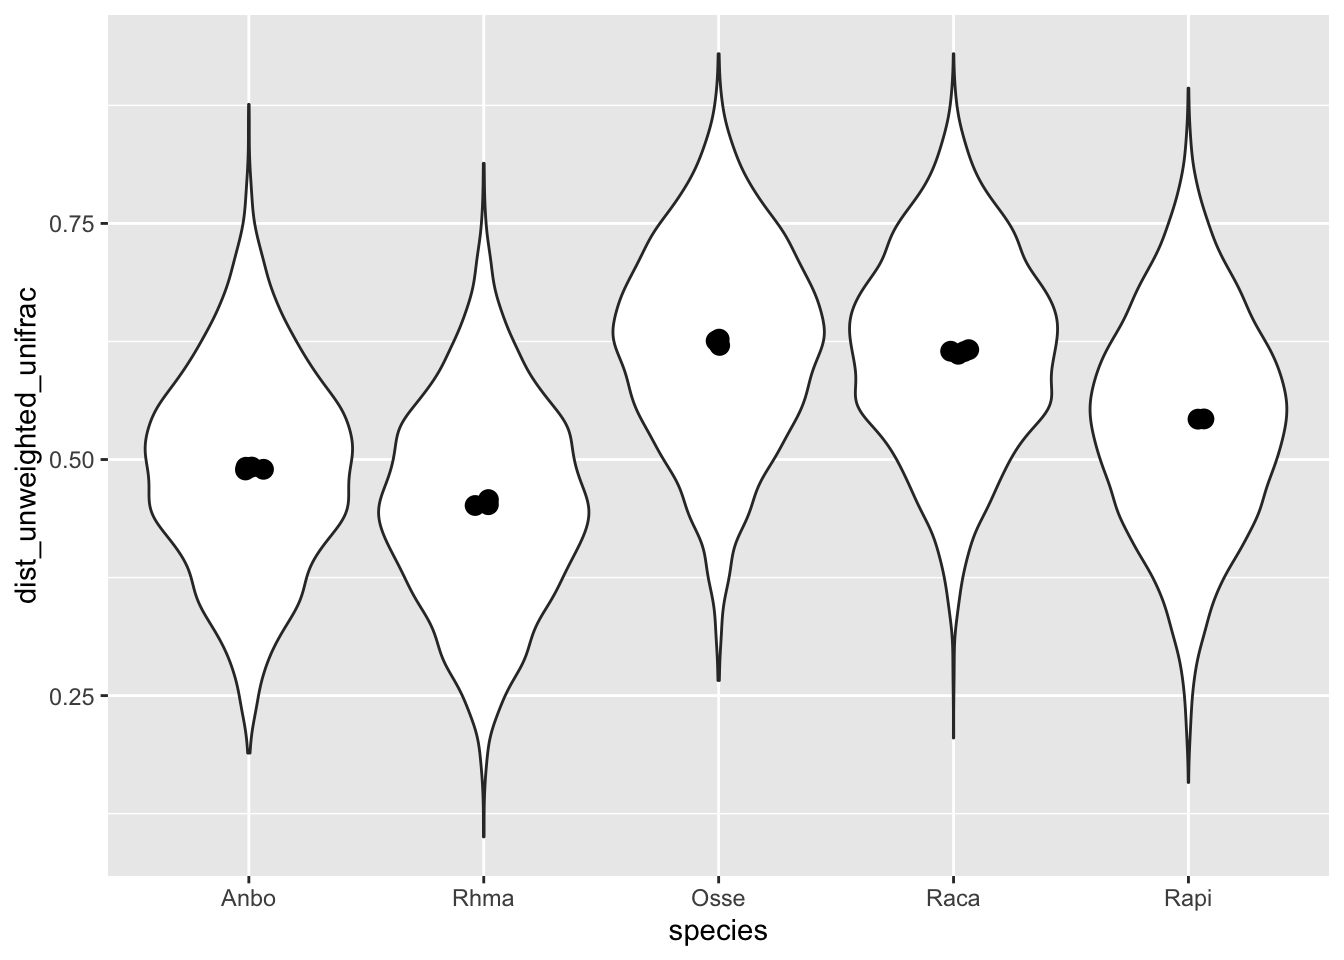 dist_unweighted_unifrac
0.75
0.50
0.25
Anbo Rhma Osse Raca Rapi
species